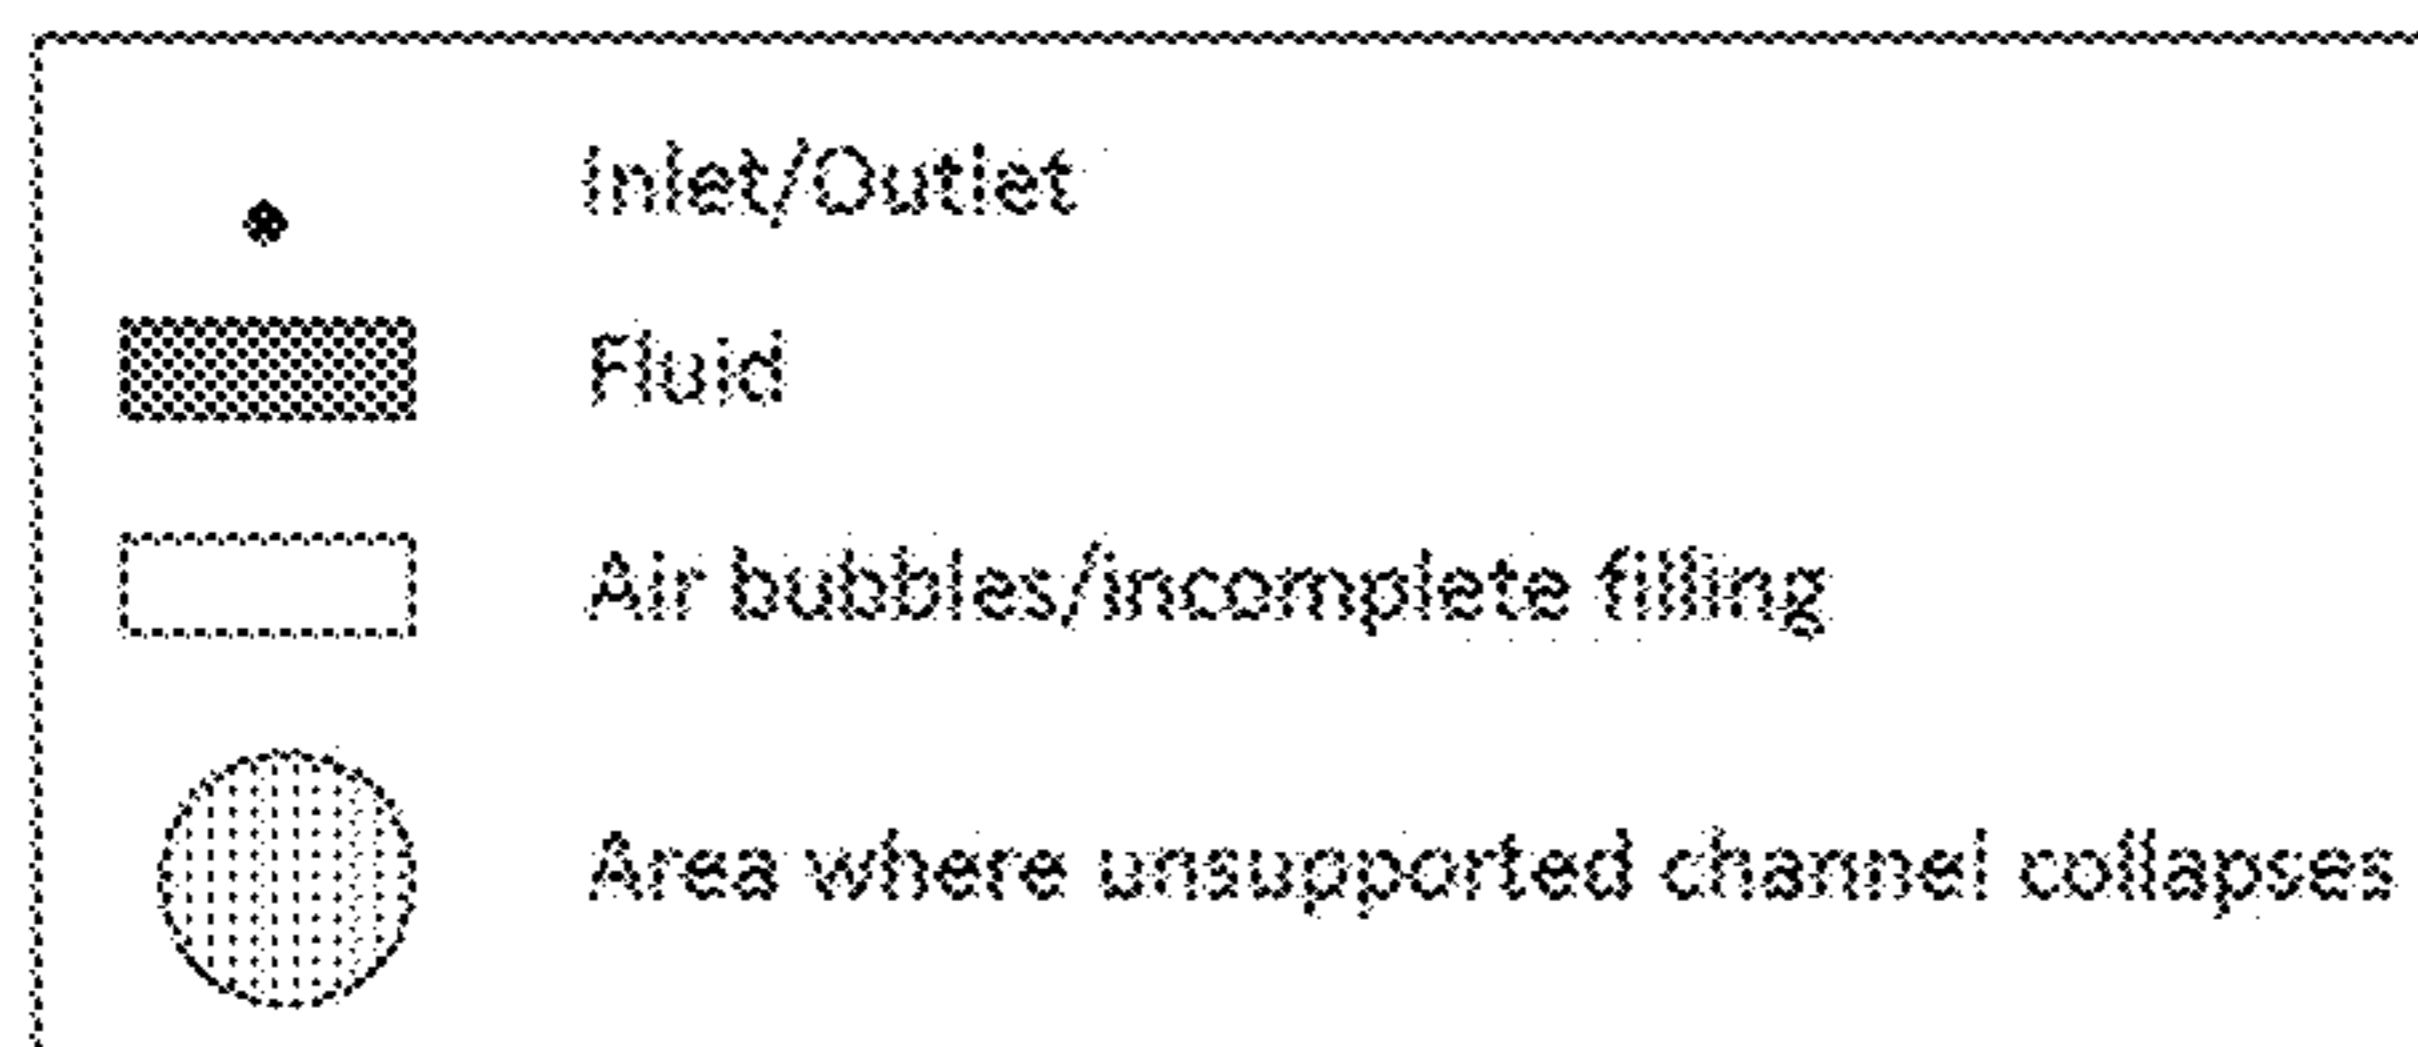 Inlet/Outlet
Fluid
Air bubbles/incomplete filling
Area where unsupported channel collapses